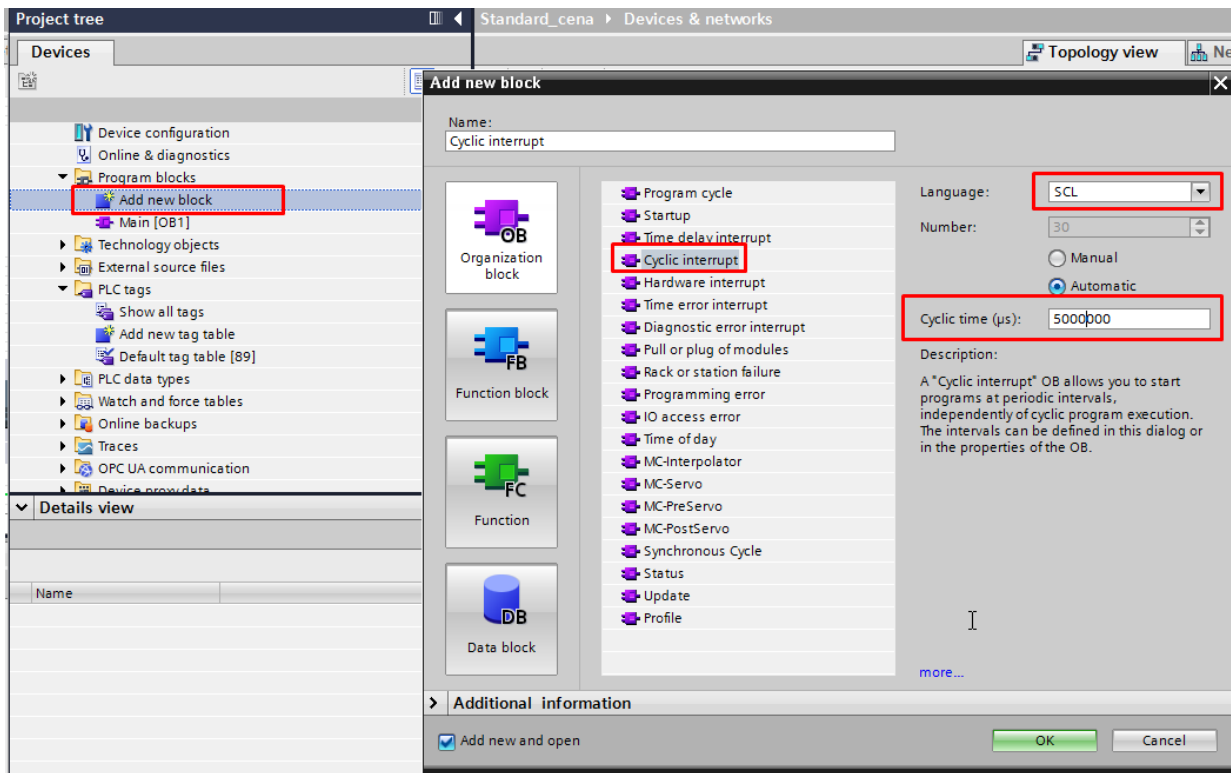 Project tree
Standard_cena ▸ Devices & networks
Devices
Topology view
Ne
Device configuration
Online & diagnostics
Program blocks
Add new block
Main [OB1]
Technology objects
External source files
PLC tags
Show all tags
Add new tag table
Default tag table [89]
PLC data types
Watch and force tables
Online backups
Traces
OPC UA communication
Device proxy data
Details view
Name
Add new block
Name:
Cyclic interrupt
OB
Organization
block
FB
Function block
FC
Function
DB
Data block
Program cycle
Startup
Time delay interrupt
Cyclic interrupt
Hardware interrupt
Time error interrupt
Diagnostic error interrupt
Pull or plug of modules
Rack or station failure
Programming error
IO access error
Time of day
MC-Interpolator
MC-Servo
MC-PreServo
MC-PostServo
Synchronous Cycle
Status
Update
Profile
Language:
SCL
Number:
30
Manual
Automatic
Cyclic time (µs):
5000000
Description:
A "Cyclic interrupt" OB allows you to start
programs at periodic intervals,
independently of cyclic program execution.
The intervals can be defined in this dialog or
in the properties of the OB.
more...
Additional information
Add new and open
OK
Cancel